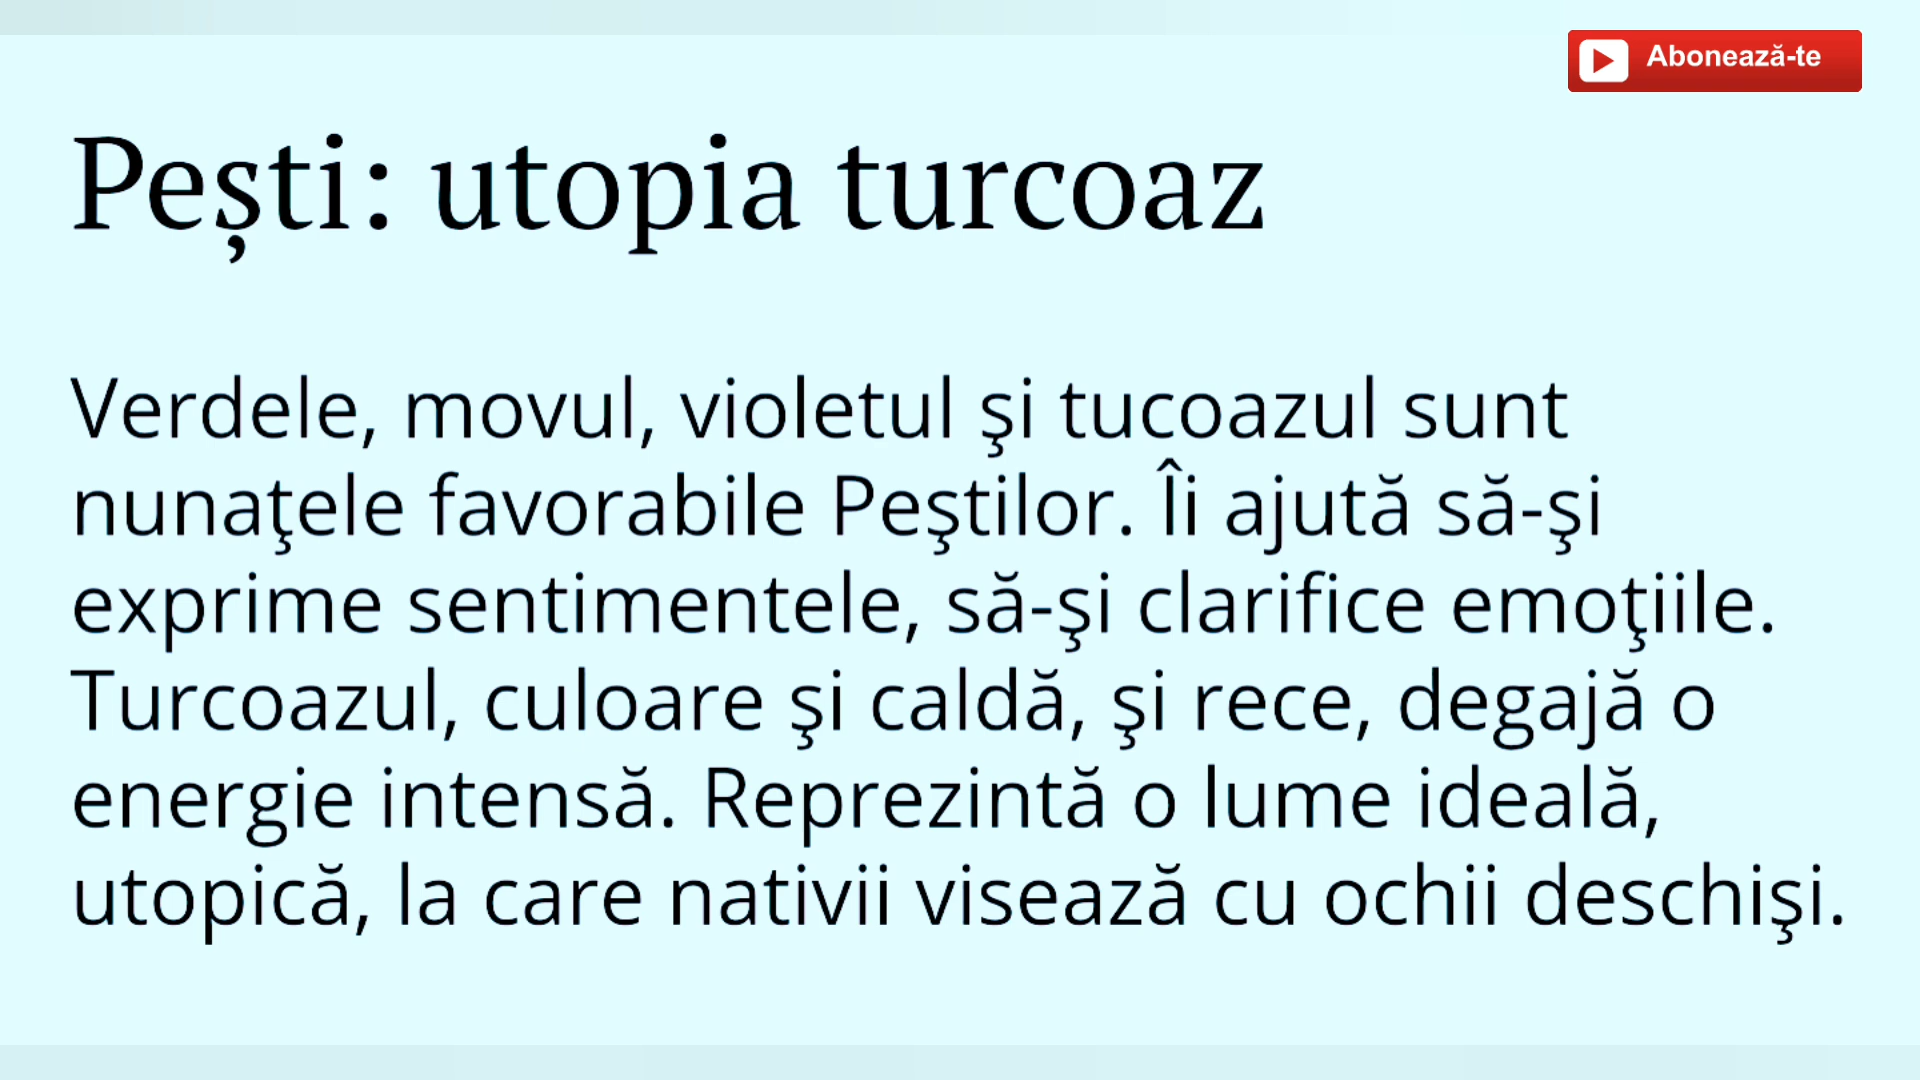 Abonează-te
Pești: utopia turcoaz
Verdele, movul, violetul şi tucoazul sunt
nunaţele favorabile Peştilor. Îi ajută să-şi
exprime sentimentele, să-şi clarifice emoţiile.
Turcoazul, culoare şi caldă, şi rece, degajă o
energie intensă. Reprezintă o lume ideală,
utopică, la care nativii visează cu ochii deschişi.